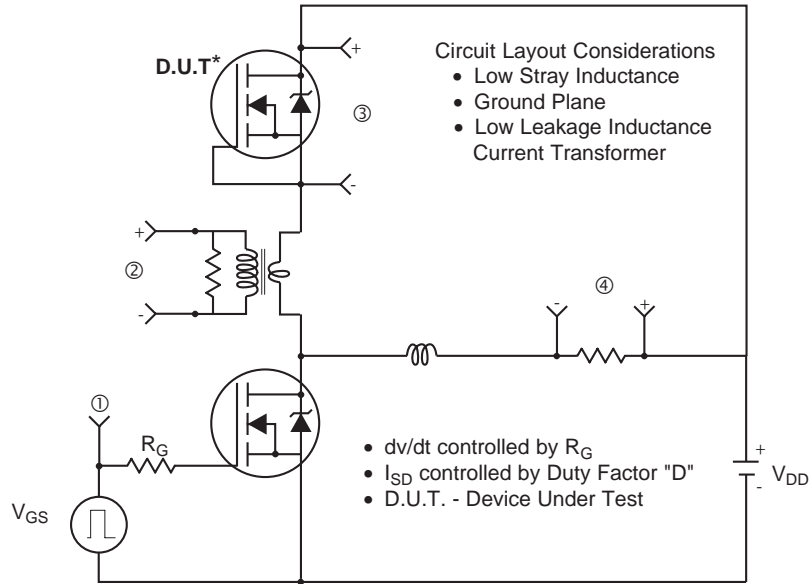 D.U.T*
+
-
③
Circuit Layout Considerations
• Low Stray Inductance
• Ground Plane
• Low Leakage Inductance
Current Transformer
+
②
-
④
-
+
①
RG
VGS
• dv/dt controlled by RG
• ISD controlled by Duty Factor "D"
• D.U.T. - Device Under Test
+
-
VDD